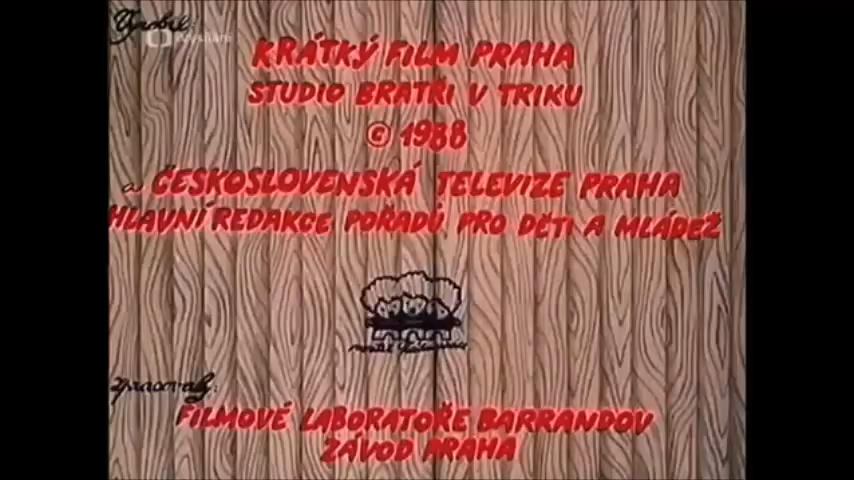 Vyrobil:
KRÁTKÝ FILM PRAHA
STUDIO BRATŘI V TRIKU
© 1988
a ČESKOSLOVENSKÁ TELEVIZE PRAHA
HLAVNÍ REDAKCE POŘADŮ PRO DĚTI A MLÁDEŽ
zpracovaly:
FILMOVÉ LABORATOŘE BARRANDOV
ZÁVOD PRAHA